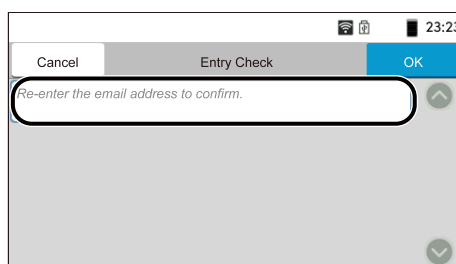 23:23
Cancel
Entry Check
OK
Re-enter the email address to confirm.